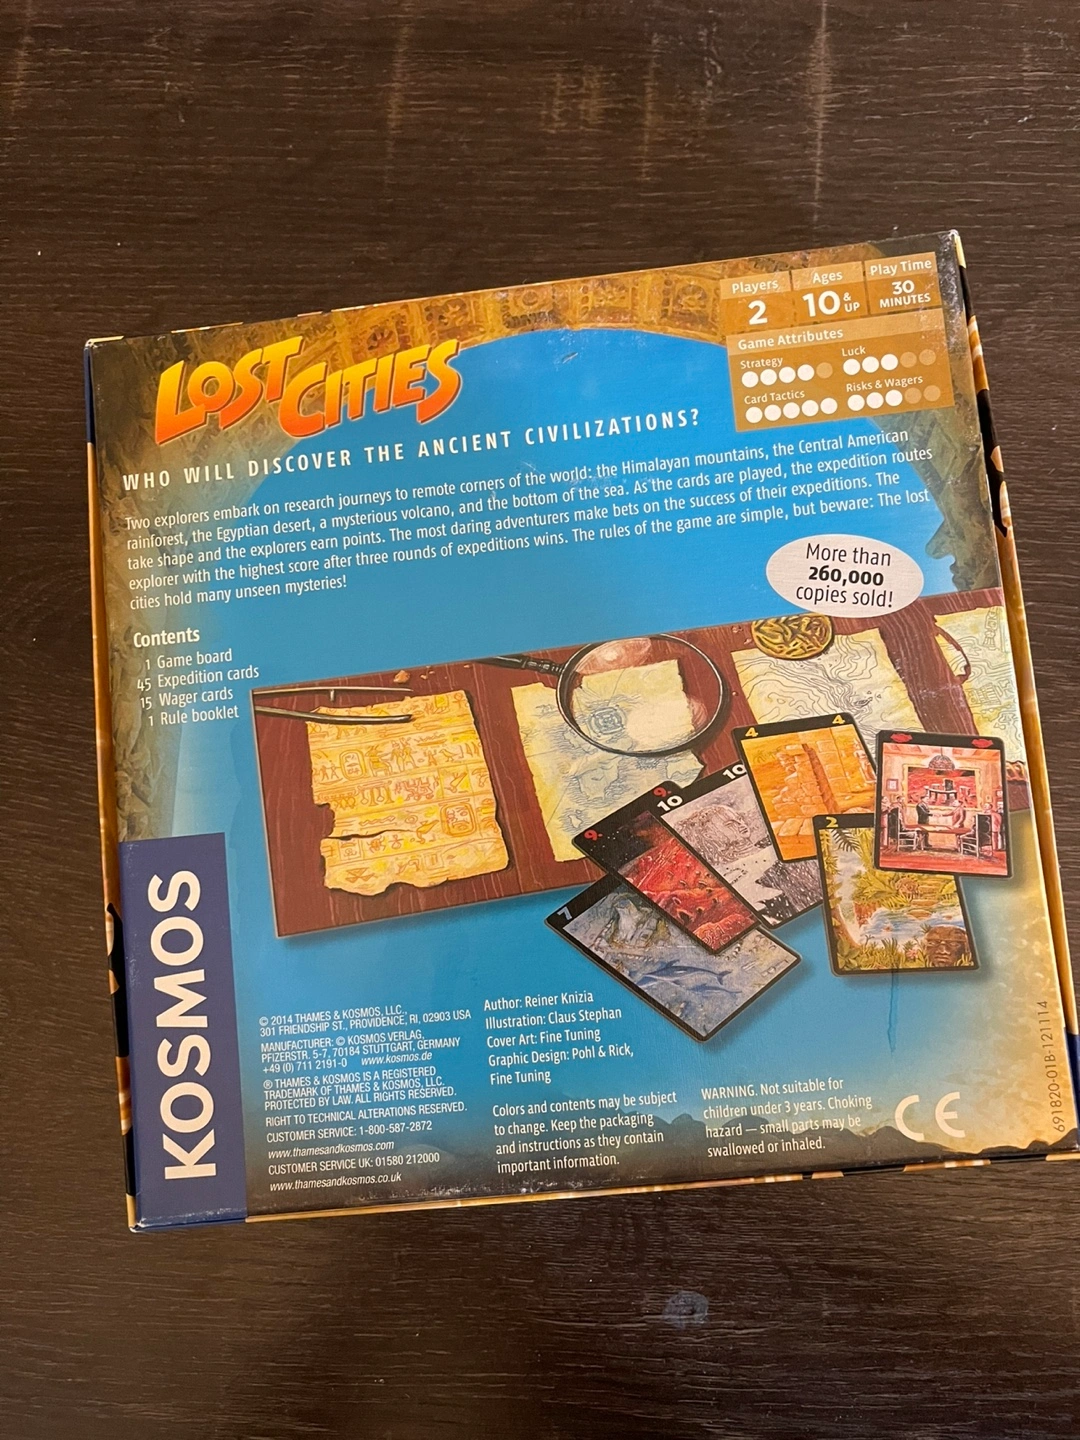 LOST CITIES
Players
2
Ages
10 & UP
Play Time
30
MINUTES
Game Attributes
Strategy
Luck
Card Tactics
Risks & Wagers
WHO WILL DISCOVER THE ANCIENT CIVILIZATIONS?
Two explorers embark on research journeys to remote corners of the world: the Himalayan mountains, the Central American
rainforest, the Egyptian desert, a mysterious volcano, and the bottom of the sea. As the cards are played, the expedition routes
take shape and the explorers earn points. The most daring adventurers make bets on the success of their expeditions. The
explorer with the highest score after three rounds of expeditions wins. The rules of the game are simple, but beware: The lost
cities hold many unseen mysteries!
More than
260,000
copies sold!
Contents
1 Game board
45 Expedition cards
15 Wager cards
1 Rule booklet
4
4
10
10
9
9
2
7
KOSMOS
© 2014 THAMES & KOSMOS, LLC.
301 FRIENDSHIP ST., PROVIDENCE, RI, 02903 USA
MANUFACTURER: © KOSMOS VERLAG,
PFIZERSTR. 5-7, 70184 STUTTGART, GERMANY
+49 (0) 711 2191-0 www.kosmos.de
® THAMES & KOSMOS IS A REGISTERED
TRADEMARK OF THAMES & KOSMOS, LLC.
PROTECTED BY LAW. ALL RIGHTS RESERVED.
RIGHT TO TECHNICAL ALTERATIONS RESERVED.
CUSTOMER SERVICE: 1-800-587-2872
www.thamesandkosmos.com
CUSTOMER SERVICE UK: 01580 212000
www.thamesandkosmos.co.uk
Author: Reiner Knizia
Illustration: Claus Stephan
Cover Art: Fine Tuning
Graphic Design: Pohl & Rick,
Fine Tuning
Colors and contents may be subject
to change. Keep the packaging
and instructions as they contain
important information.
WARNING. Not suitable for
children under 3 years. Choking
hazard — small parts may be
swallowed or inhaled.
CE
691820-01B-121114